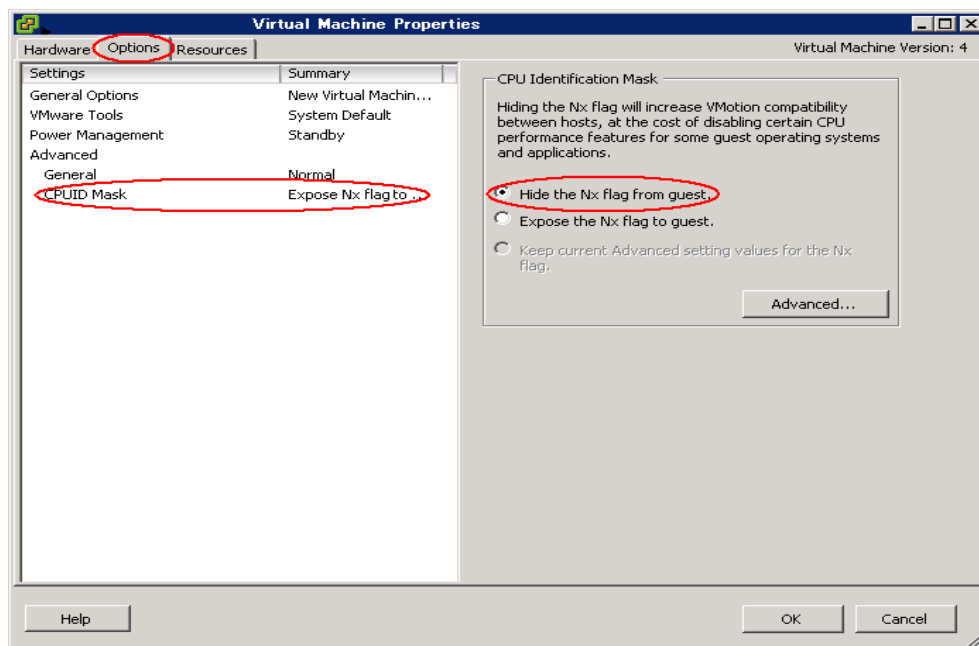 Virtual Machine Properties
Hardware Options Resources Virtual Machine Version: 4
Settings Summary
General Options New Virtual Machin...
VMware Tools System Default
Power Management Standby
Advanced
General Normal
CPUID Mask Expose Nx flag to ...
CPU Identification Mask
Hiding the Nx flag will increase VMotion compatibility
between hosts, at the cost of disabling certain CPU
performance features for some guest operating systems
and applications.
Hide the Nx flag from guest.
Expose the Nx flag to guest.
Keep current Advanced setting values for the Nx
flag.
Advanced...
Help OK Cancel